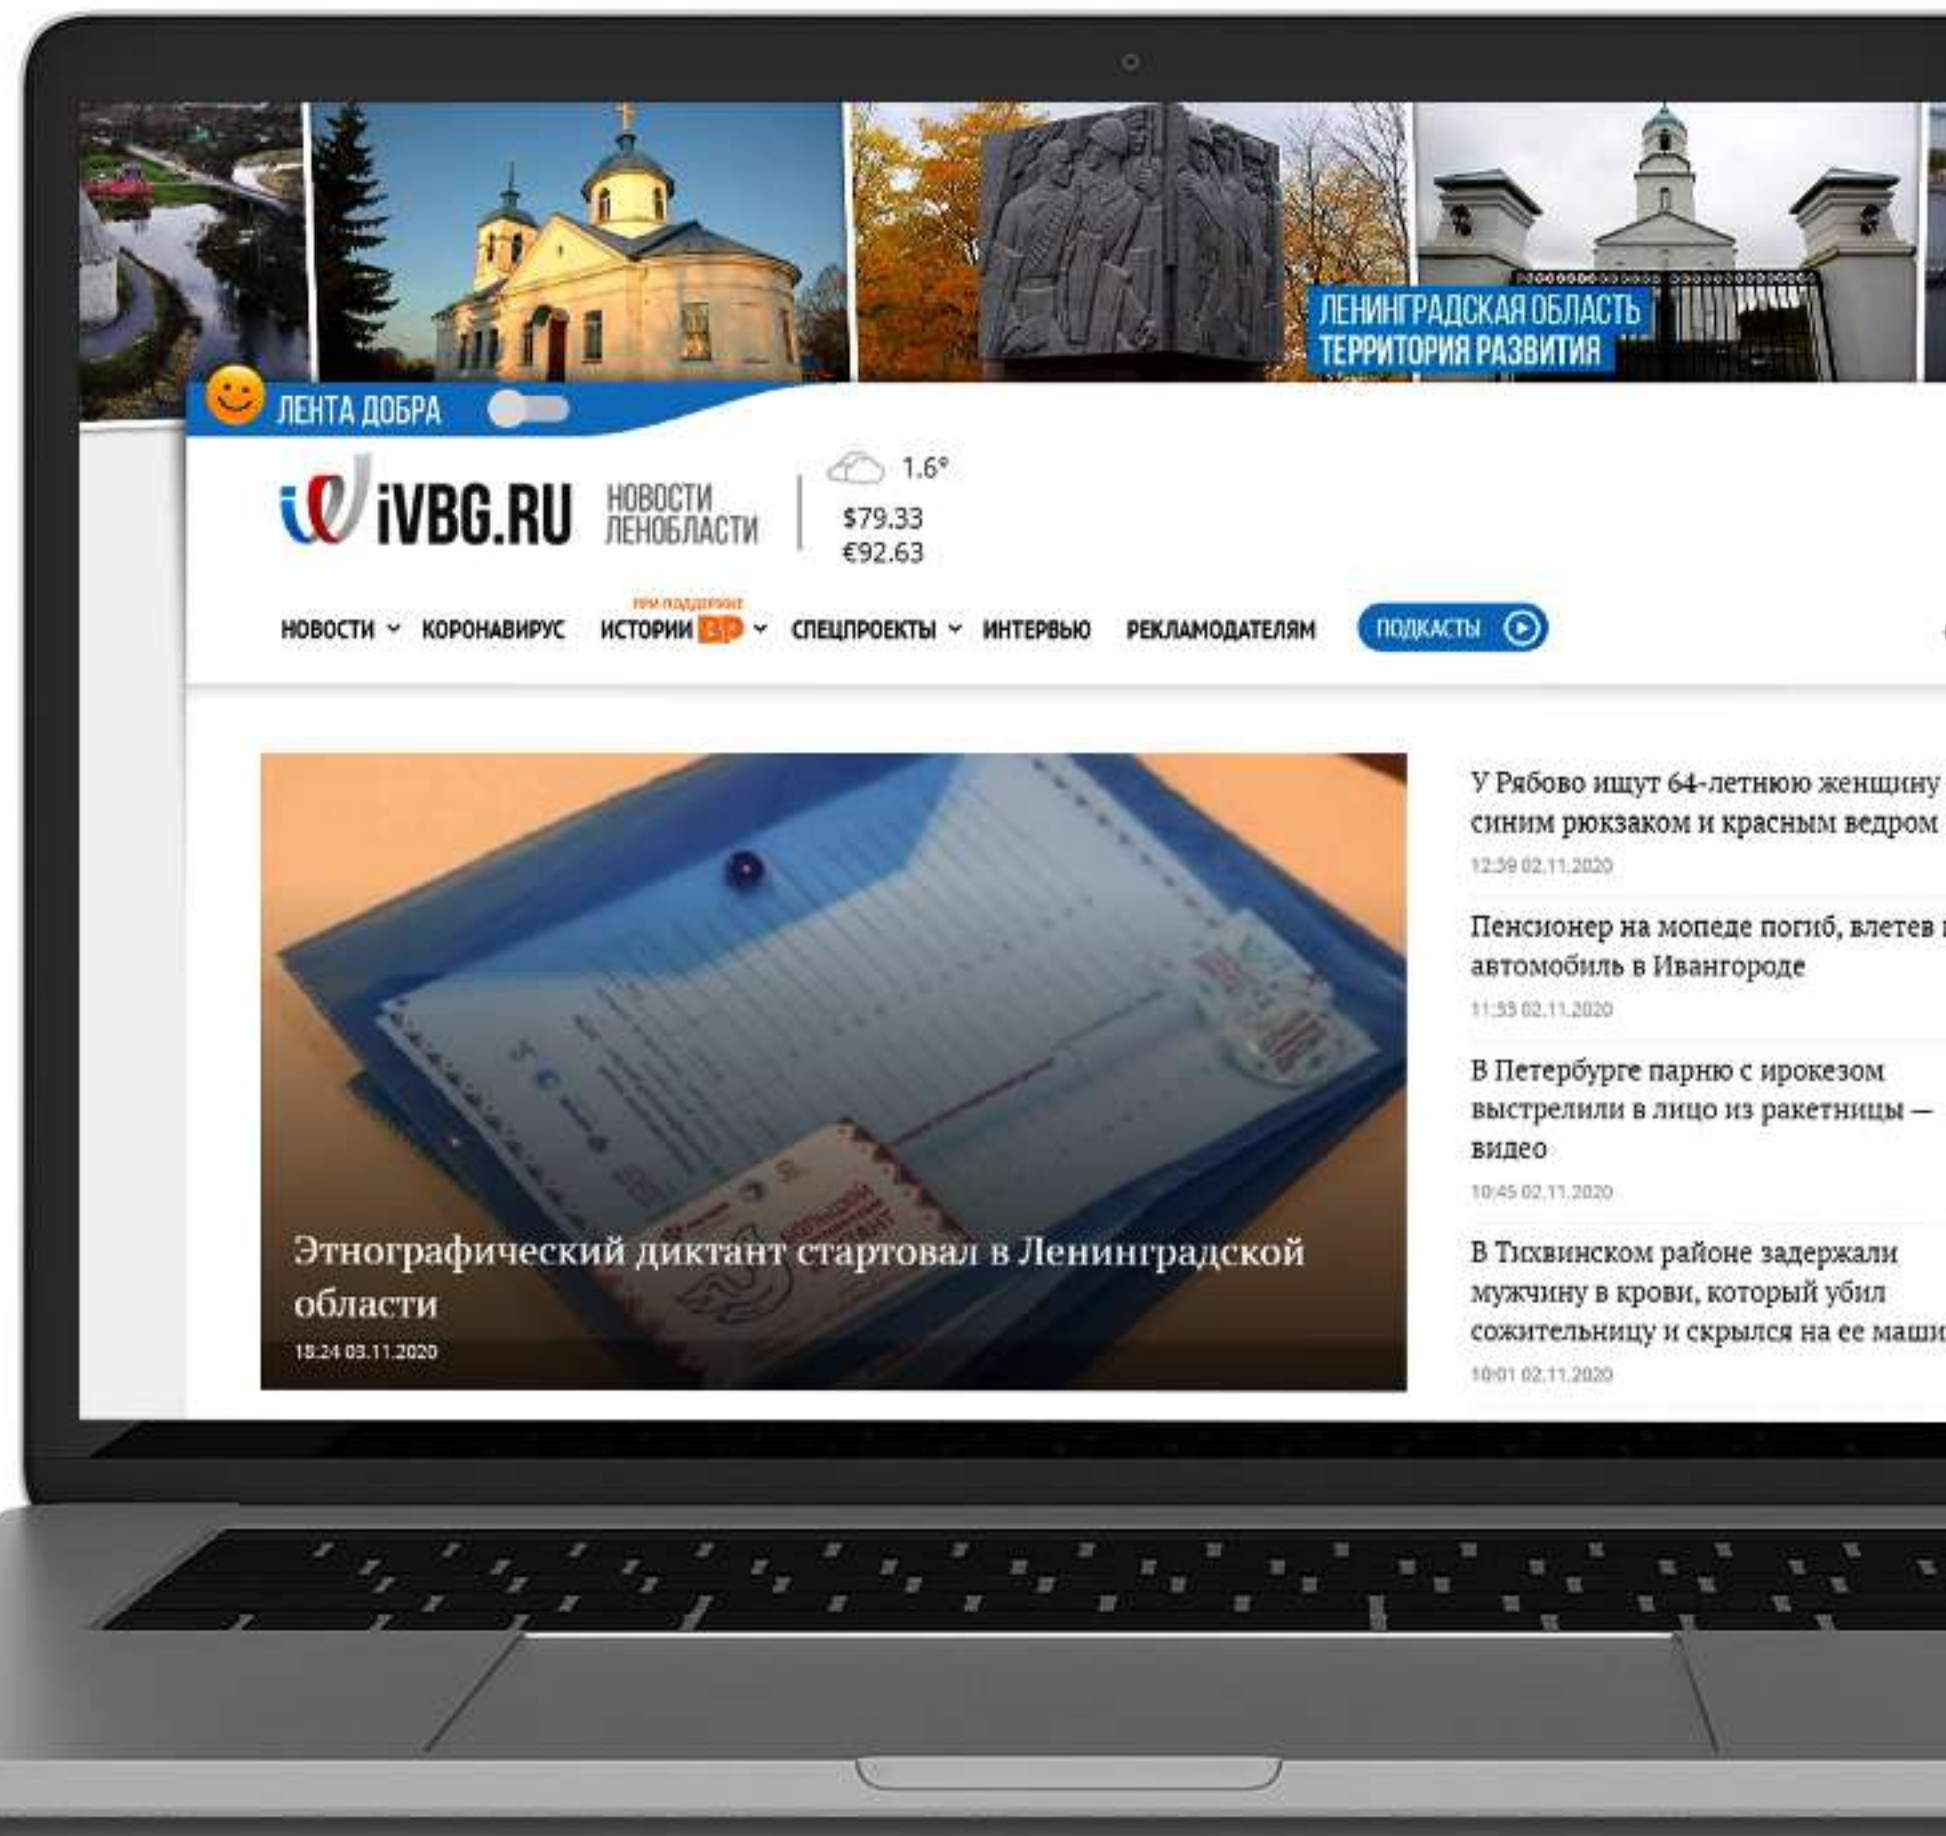 ЛЕНИНГРАДСКАЯ ОБЛАСТЬ
ТЕРРИТОРИЯ РАЗВИТИЯ
ЛЕНТА ДОБРА
iVBG.RU
НОВОСТИ
ЛЕНОБЛАСТИ
1.6°
$79.33
€92.63
ПРИ ПОДДЕРЖКЕ
НОВОСТИ КОРОНАВИРУС ИСТОРИИ ВР СПЕЦПРОЕКТЫ ИНТЕРВЬЮ РЕКЛАМОДАТЕЛЯМ ПОДКАСТЫ
Этнографический диктант стартовал в Ленинградской
области
18:24 03.11.2020
У Рябово ищут 64-летнюю женщину
синим рюкзаком и красным ведром
12:39 02.11.2020
Пенсионер на мопеде погиб, влетев
автомобиль в Ивангороде
11:33 02.11.2020
В Петербурге парню с ирокезом
выстрелили в лицо из ракетницы —
видео
10:45 02.11.2020
В Тихвинском районе задержали
мужчину в крови, который убил
сожительницу и скрылся на ее маши
10:01 02.11.2020